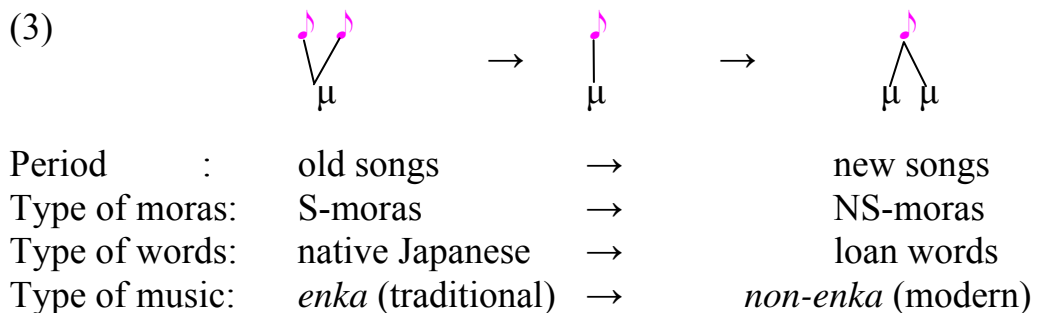 (3) ♪ ♪ → ♪ → ♪
μ μ μ μ
Period : old songs → new songs
Type of moras: S-moras → NS-moras
Type of words: native Japanese → loan words
Type of music: enka (traditional) → non-enka (modern)